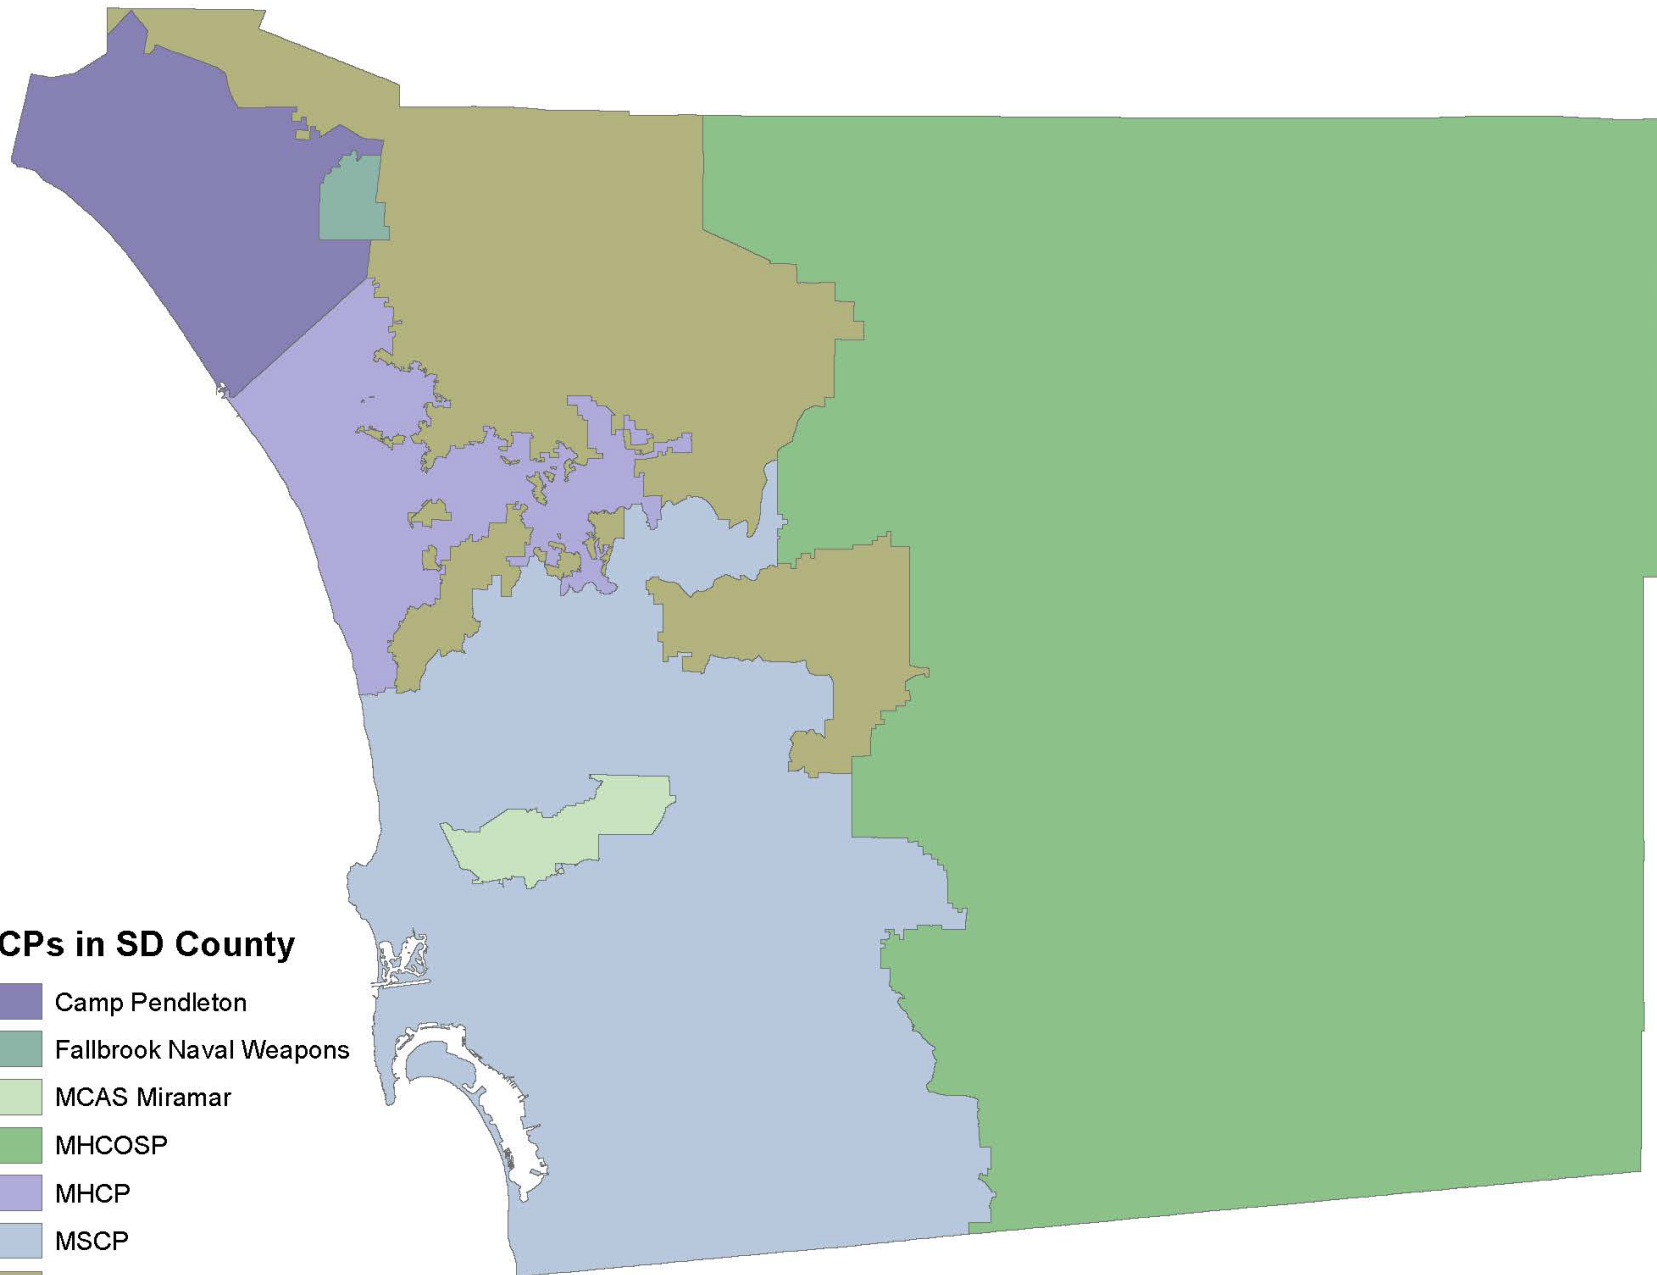 CPs in SD County
Camp Pendleton
Fallbrook Naval Weapons
MCAS Miramar
MHCOSP
MHCP
MSCP